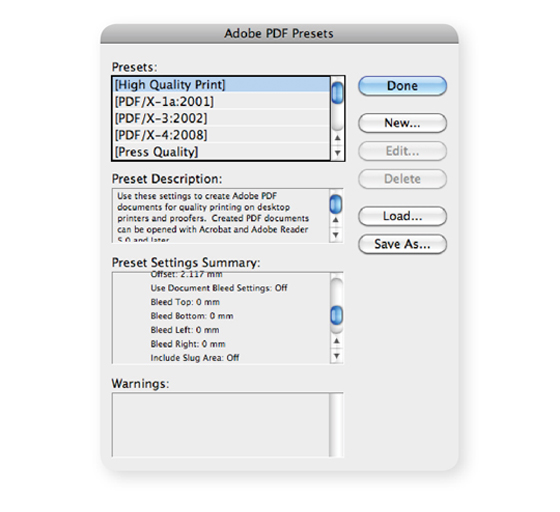 Adobe PDF Presets
Presets:
[High Quality Print]
[PDF/X-1a:2001]
[PDF/X-3:2002]
[PDF/X-4:2008]
[Press Quality]
Done
New...
Edit...
Delete
Load...
Save As...
Preset Description:
Use these settings to create Adobe PDF
documents for quality printing on desktop
printers and proofers.  Created PDF documents
can be opened with Acrobat and Adobe Reader
5.0 and later.
Preset Settings Summary:
Offset: 2.117 mm
Use Document Bleed Settings: Off
Bleed Top: 0 mm
Bleed Bottom: 0 mm
Bleed Left: 0 mm
Bleed Right: 0 mm
Include Slug Area: Off
Warnings: